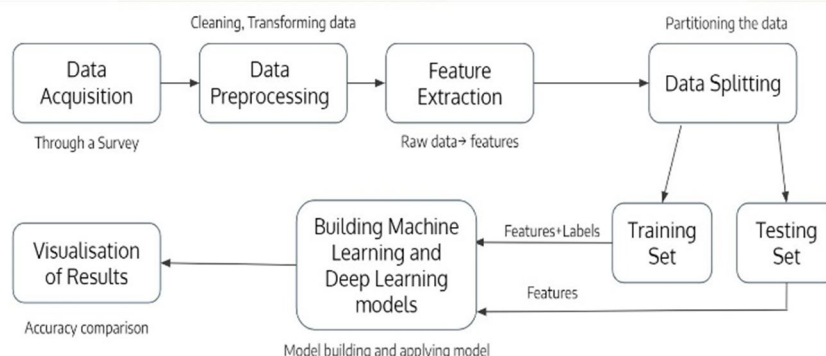 Cleaning, Transforming data
Partitioning the data
Data
Acquisition
Data
Preprocessing
Feature
Extraction
Data Splitting
Through a Survey
Raw data→ features
Visualisation
of Results
Building Machine
Learning and
Deep Learning
models
Features+Labels
Training
Set
Testing
Set
Features
Accuracy comparison
Model building and applying model